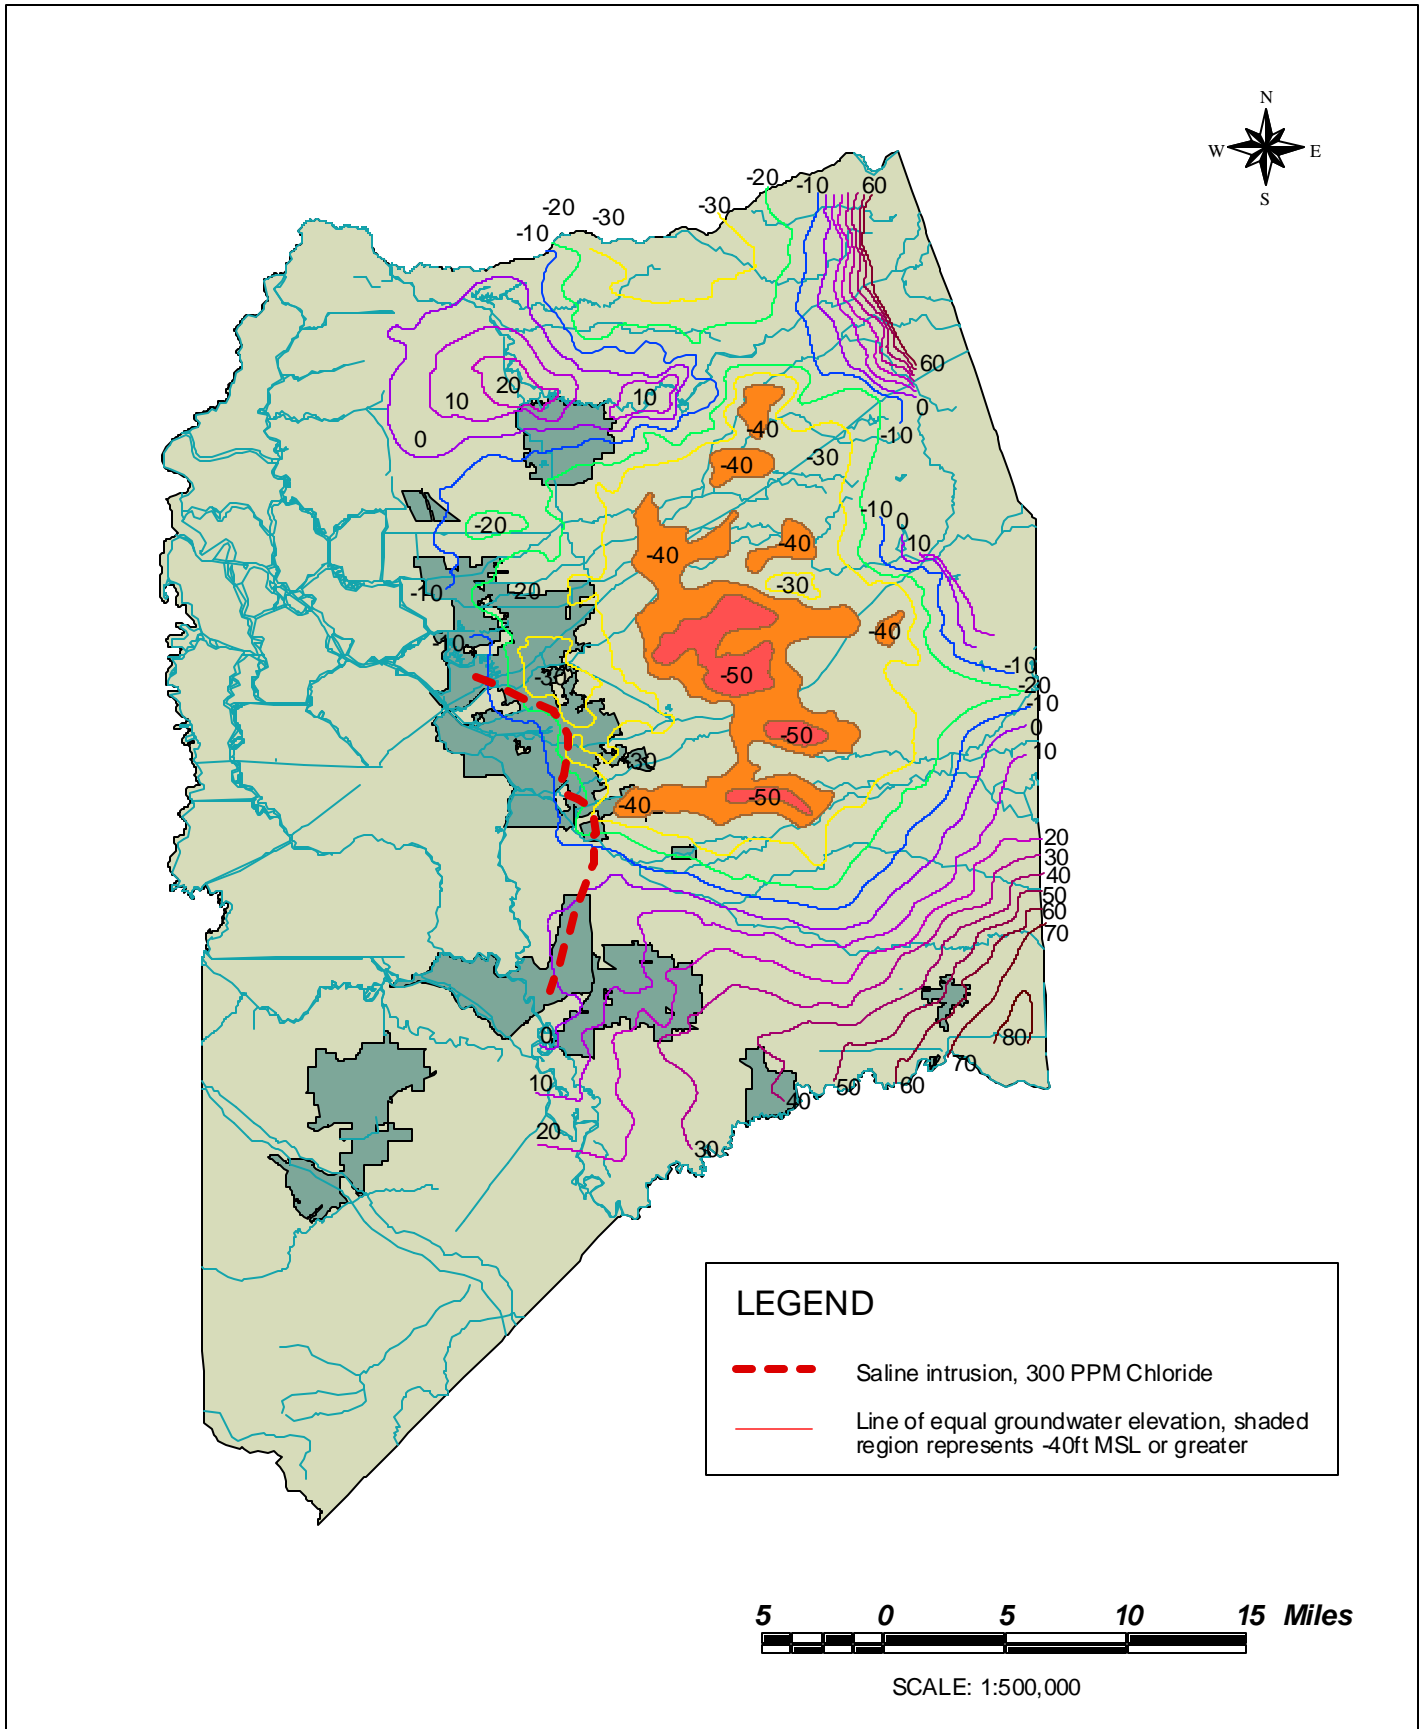 N
W E
S
-20 -10 60
-20 -30 -30
-10
60
20
10 10
0 0
-40 -10
-40 -30
-10
-20 0
-40 -40 10
-30
-10 -20
-40
10
-10
-30 -50 -20
-10
-50 0
-30 10
-40 -50
20
30
40
50
60
70
0 80
70
10 50 60
40
20
30
LEGEND
Saline intrusion, 300 PPM Chloride
Line of equal groundwater elevation, shaded
region represents -40ft MSL or greater
5 0 5 10 15 Miles
SCALE: 1:500,000